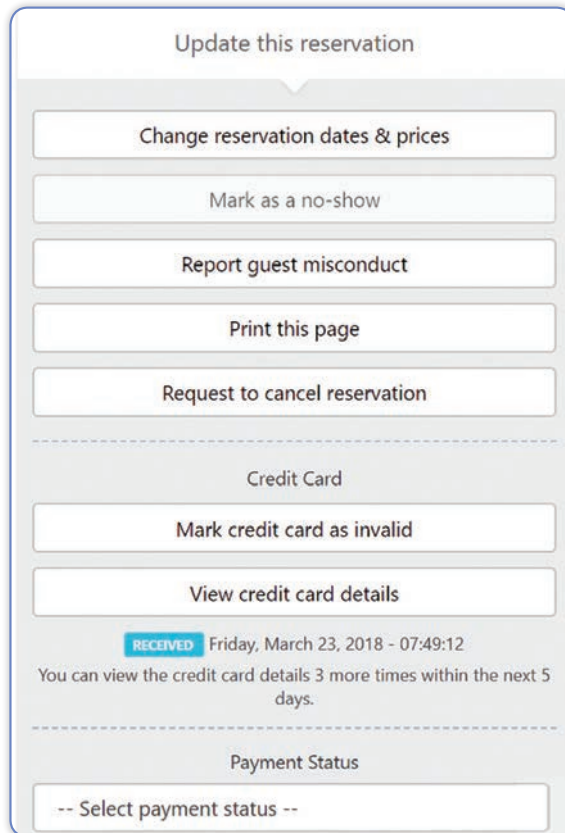 Update this reservation
Change reservation dates & prices
Mark as a no-show
Report guest misconduct
Print this page
Request to cancel reservation
Credit Card
Mark credit card as invalid
View credit card details
RECEIVED Friday, March 23, 2018 - 07:49:12
You can view the credit card details 3 more times within the next 5
days.
Payment Status
-- Select payment status --